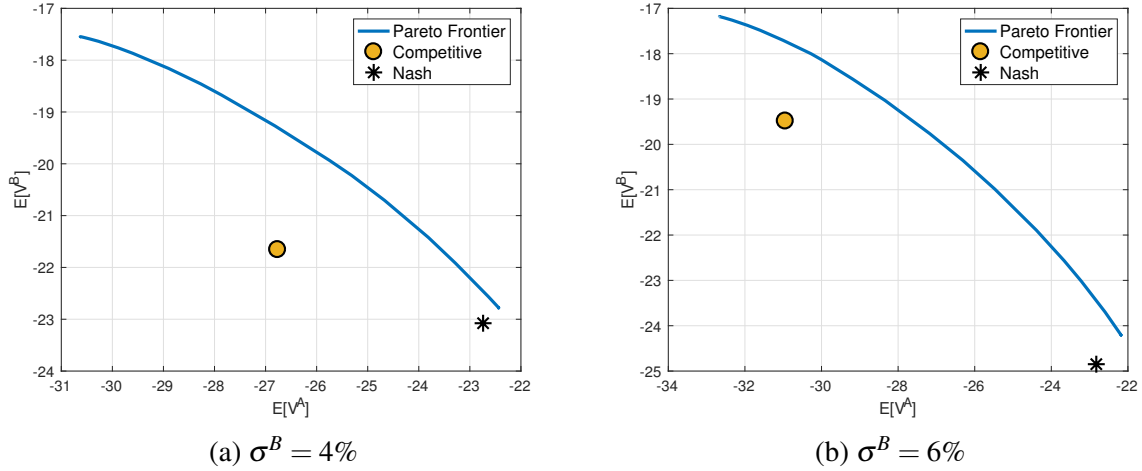 -17
-18
-19
-20
-21
-22
-23
-24
E[V^B]
-31 -30 -29 -28 -27 -26 -25 -24 -23 -22
E[V^A]
Pareto Frontier
Competitive
Nash
(a) σ^B = 4%
-17
-18
-19
-20
-21
-22
-23
-24
-25
E[V^B]
-34 -32 -30 -28 -26 -24 -22
E[V^A]
Pareto Frontier
Competitive
Nash
(b) σ^B = 6%